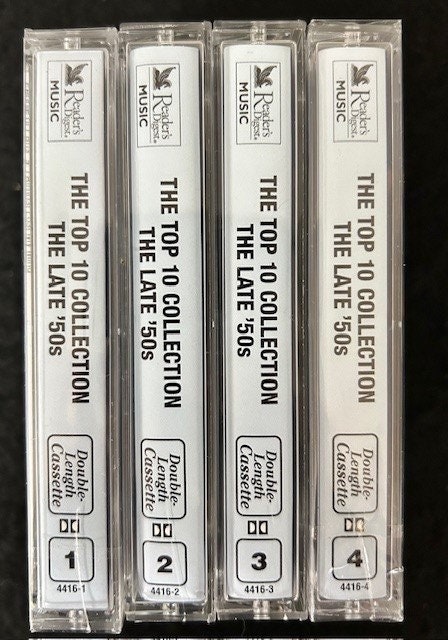 Reader's
Digest®
MUSIC
THE TOP 10 COLLECTION
THE LATE '50s
Double-
Length
Cassette
1
4416-1
Reader's
Digest®
MUSIC
THE TOP 10 COLLECTION
THE LATE '50s
Double-
Length
Cassette
2
4416-2
Reader's
Digest®
MUSIC
THE TOP 10 COLLECTION
THE LATE '50s
Double-
Length
Cassette
3
4416-3
Reader's
Digest®
MUSIC
THE TOP 10 COLLECTION
THE LATE '50s
Double-
Length
Cassette
4
4416-4